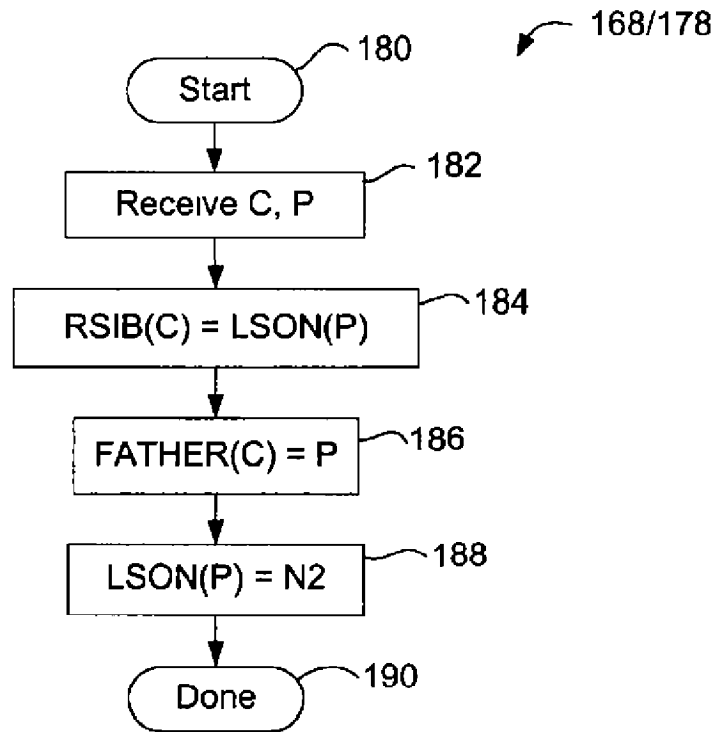 168/178
180
Start
182
Receive C, P
184
RSIB(C) = LSON(P)
186
FATHER(C) = P
188
LSON(P) = N2
190
Done